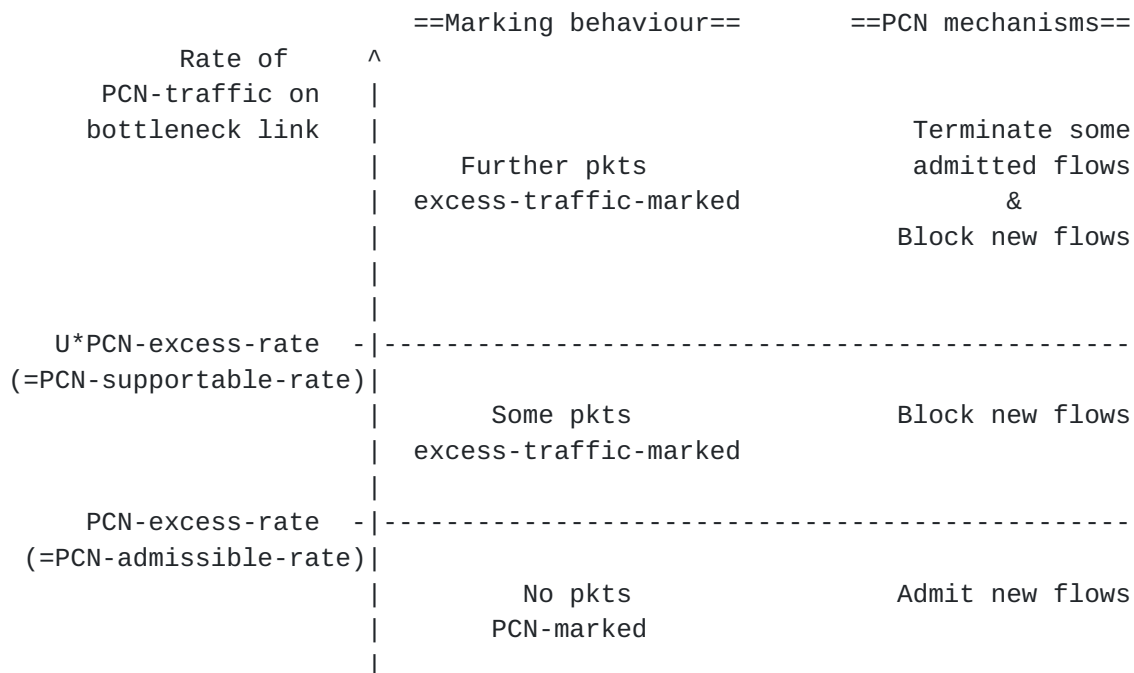 ==Marking behaviour==       ==PCN mechanisms==
Rate of     ^
PCN-traffic on   |
bottleneck link   |                                   Terminate some
|     Further pkts                 admitted flows
|  excess-traffic-marked                 &
|                                 Block new flows
|
|
U*PCN-excess-rate  -|------------------------------------------------
(=PCN-supportable-rate)|
|       Some pkts                 Block new flows
|  excess-traffic-marked
|
PCN-excess-rate  -|------------------------------------------------
(=PCN-admissible-rate)|
|         No pkts                 Admit new flows
|       PCN-marked
|